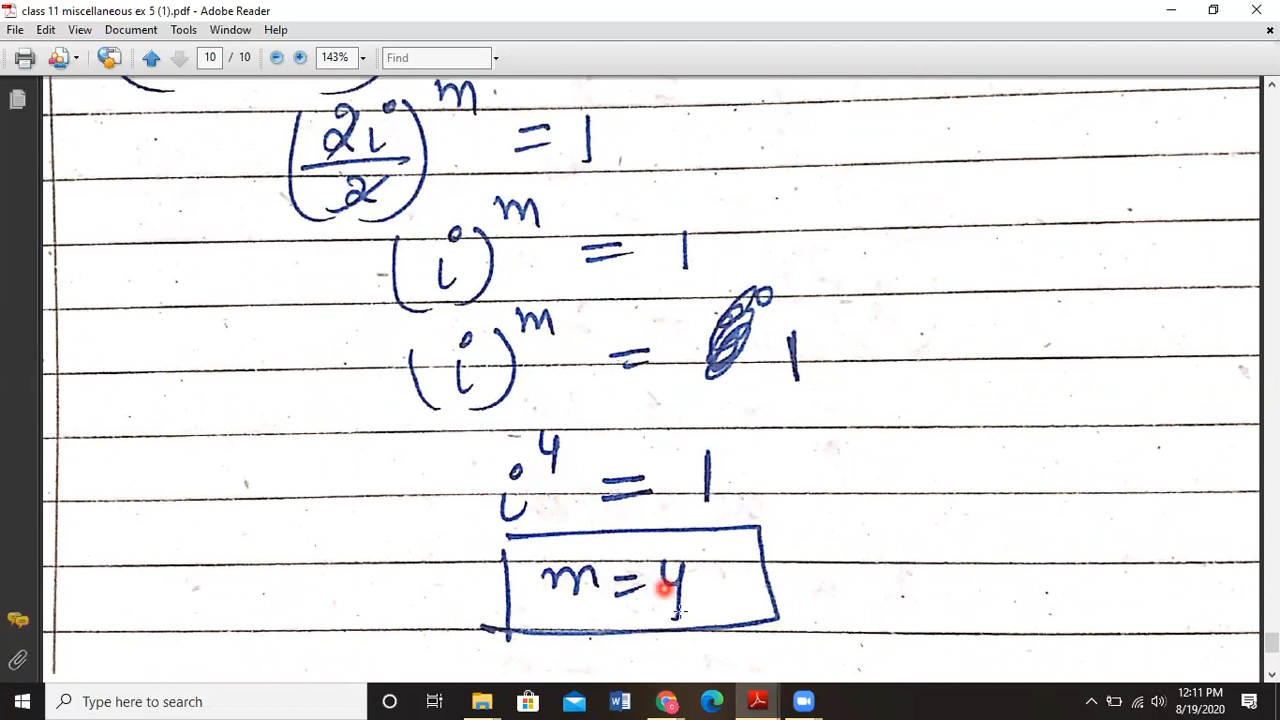 class 11 miscellaneous ex 5 (1).pdf - Adobe Reader
File Edit View Document Tools Window Help
10 / 10 143% Find
(2i/2)^m = 1
(i)^m = 1
(i)^m = 1
i^4 = 1
m = 4
Type here to search
12:11 PM
8/19/2020